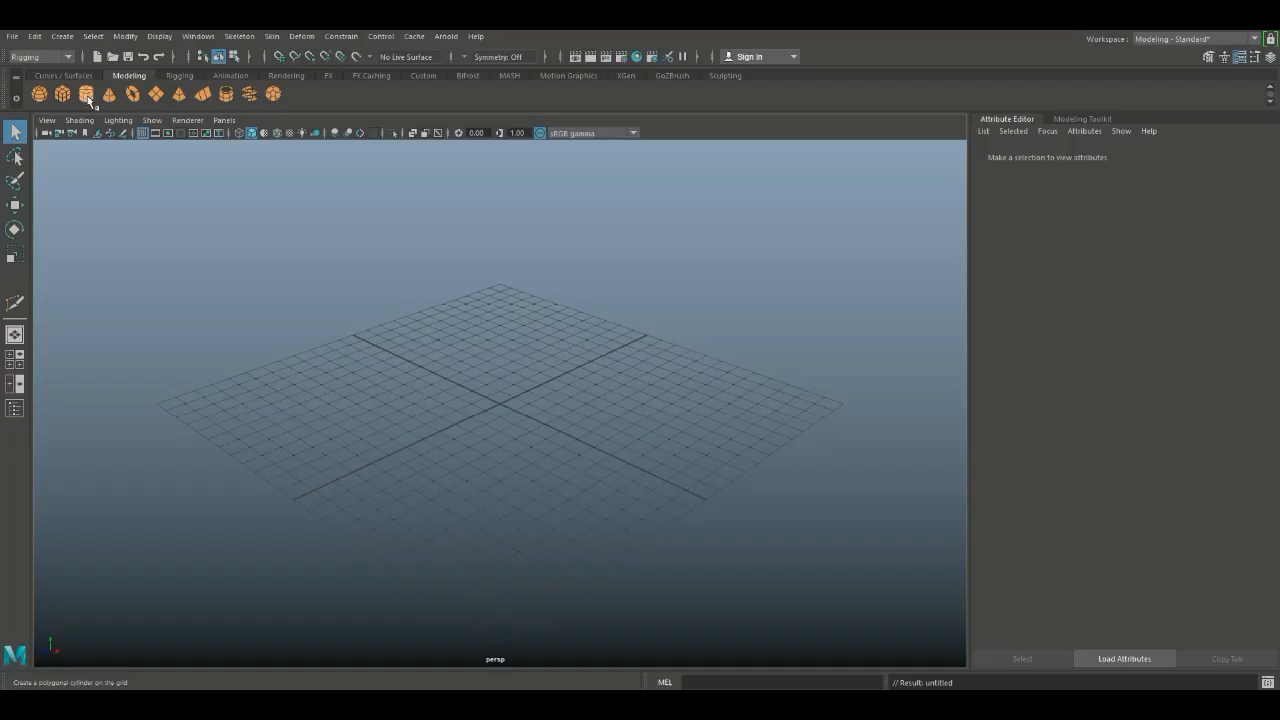 File Edit Create Select Modify Display Windows Skeleton Skin Deform Constrain Control Cache Arnold Help
Workspace: Modeling - Standard*
Rigging No Live Surface Symmetry: Off Sign In
Curves / Surfaces Modeling Rigging Animation Rendering FX FX Caching Custom Bifrost MASH Motion Graphics XGen GoZBrush Sculpting
View Shading Lighting Show Renderer Panels
0.00 1.00 sRGB gamma
Attribute Editor Modeling Toolkit
List Selected Focus Attributes Show Help
Make a selection to view attributes
persp
Select Load Attributes Copy Tab
Create a polygonal cylinder on the grid MEL // Result: untitled